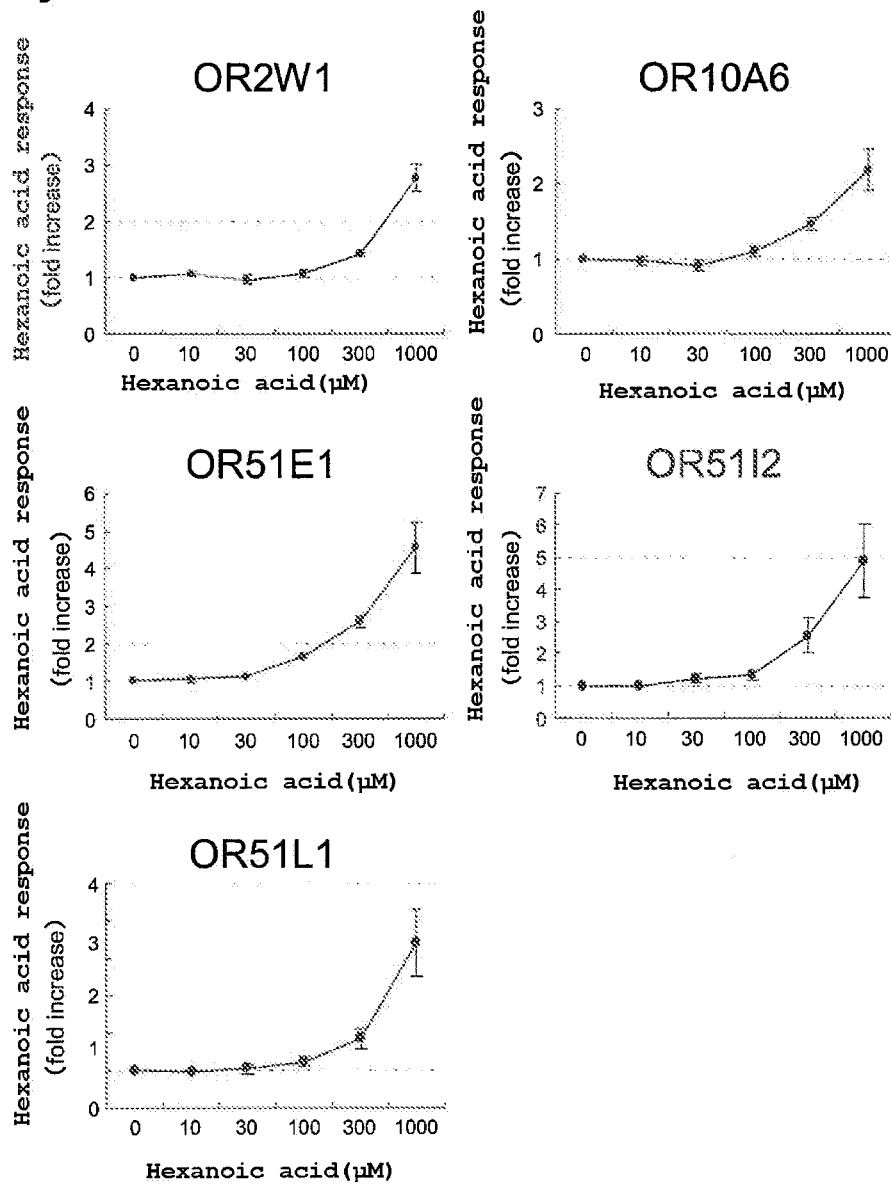 OR2W1
Hexanoic acid response
(fold increase)
4
3
2
1
0
0 10 30 100 300 1000
Hexanoic acid(µM)
OR10A6
Hexanoic acid response
(fold increase)
3
2
1
0
0 10 30 100 300 1000
Hexanoic acid(µM)
OR51E1
Hexanoic acid response
(fold increase)
6
5
4
3
2
1
0
0 10 30 100 300 1000
Hexanoic acid(µM)
OR51I2
Hexanoic acid response
(fold increase)
7
6
5
4
3
2
1
0
0 10 30 100 300 1000
Hexanoic acid(µM)
OR51L1
Hexanoic acid response
(fold increase)
4
3
2
1
0
0 10 30 100 300 1000
Hexanoic acid(µM)